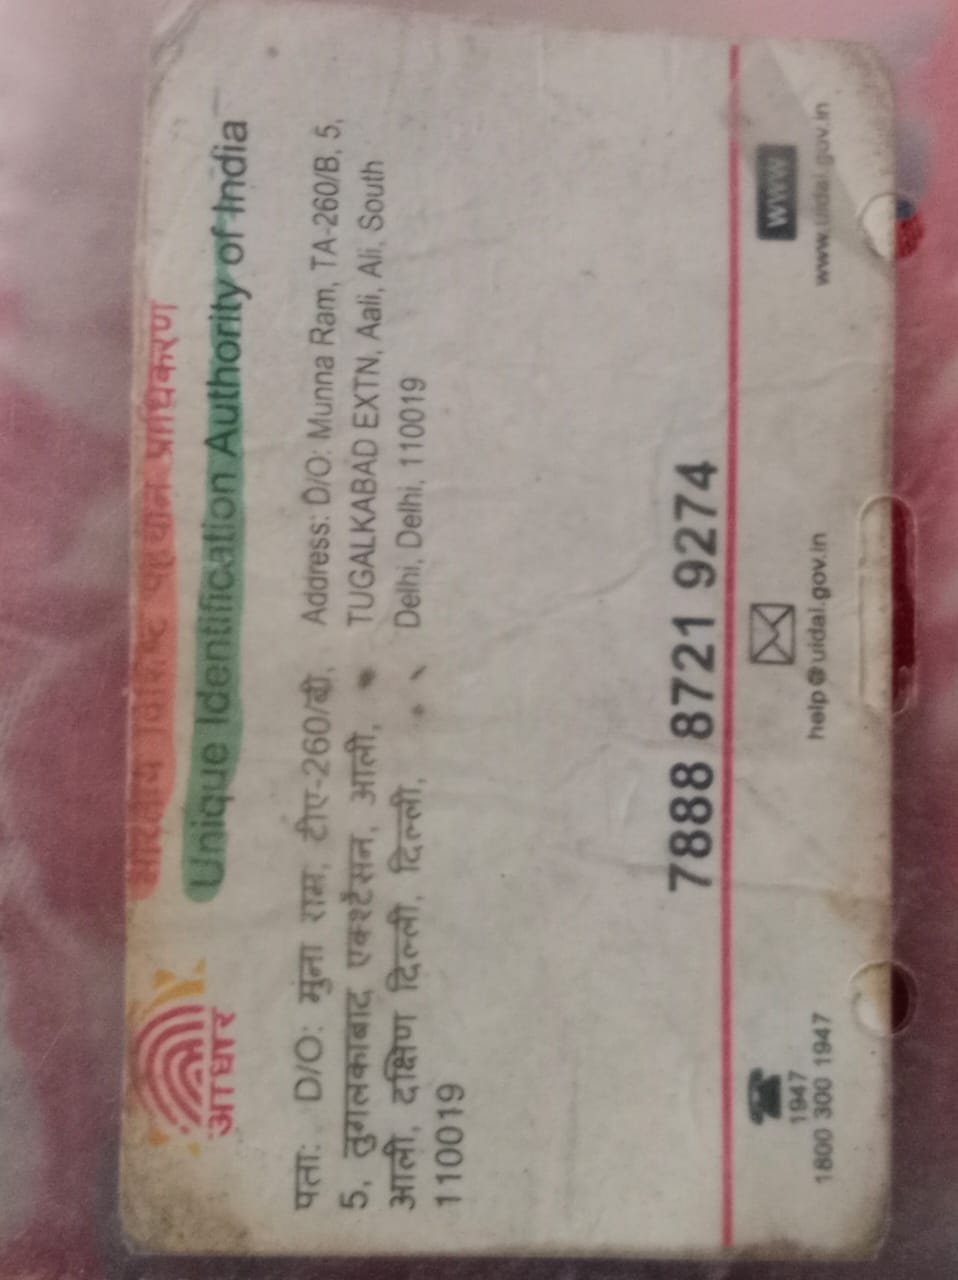 भारतीय विशिष्ट पहचान प्राधिकरण
Unique Identification Authority of India
आधार
पता: D/O: मुंना राम, टीए-260/बी,
5, तुगलकाबाद एक्श्टेंसन, आली,
आली, दक्षिण दिल्ली, दिल्ली,
110019
Address: D/O: Munna Ram, TA-260/B, 5,
TUGALKABAD EXTN, Aali, Ali, South
Delhi, Delhi, 110019
7888 8721 9274
1947
1800 300 1947
help@uidai.gov.in
WWW
www.uidai.gov.in